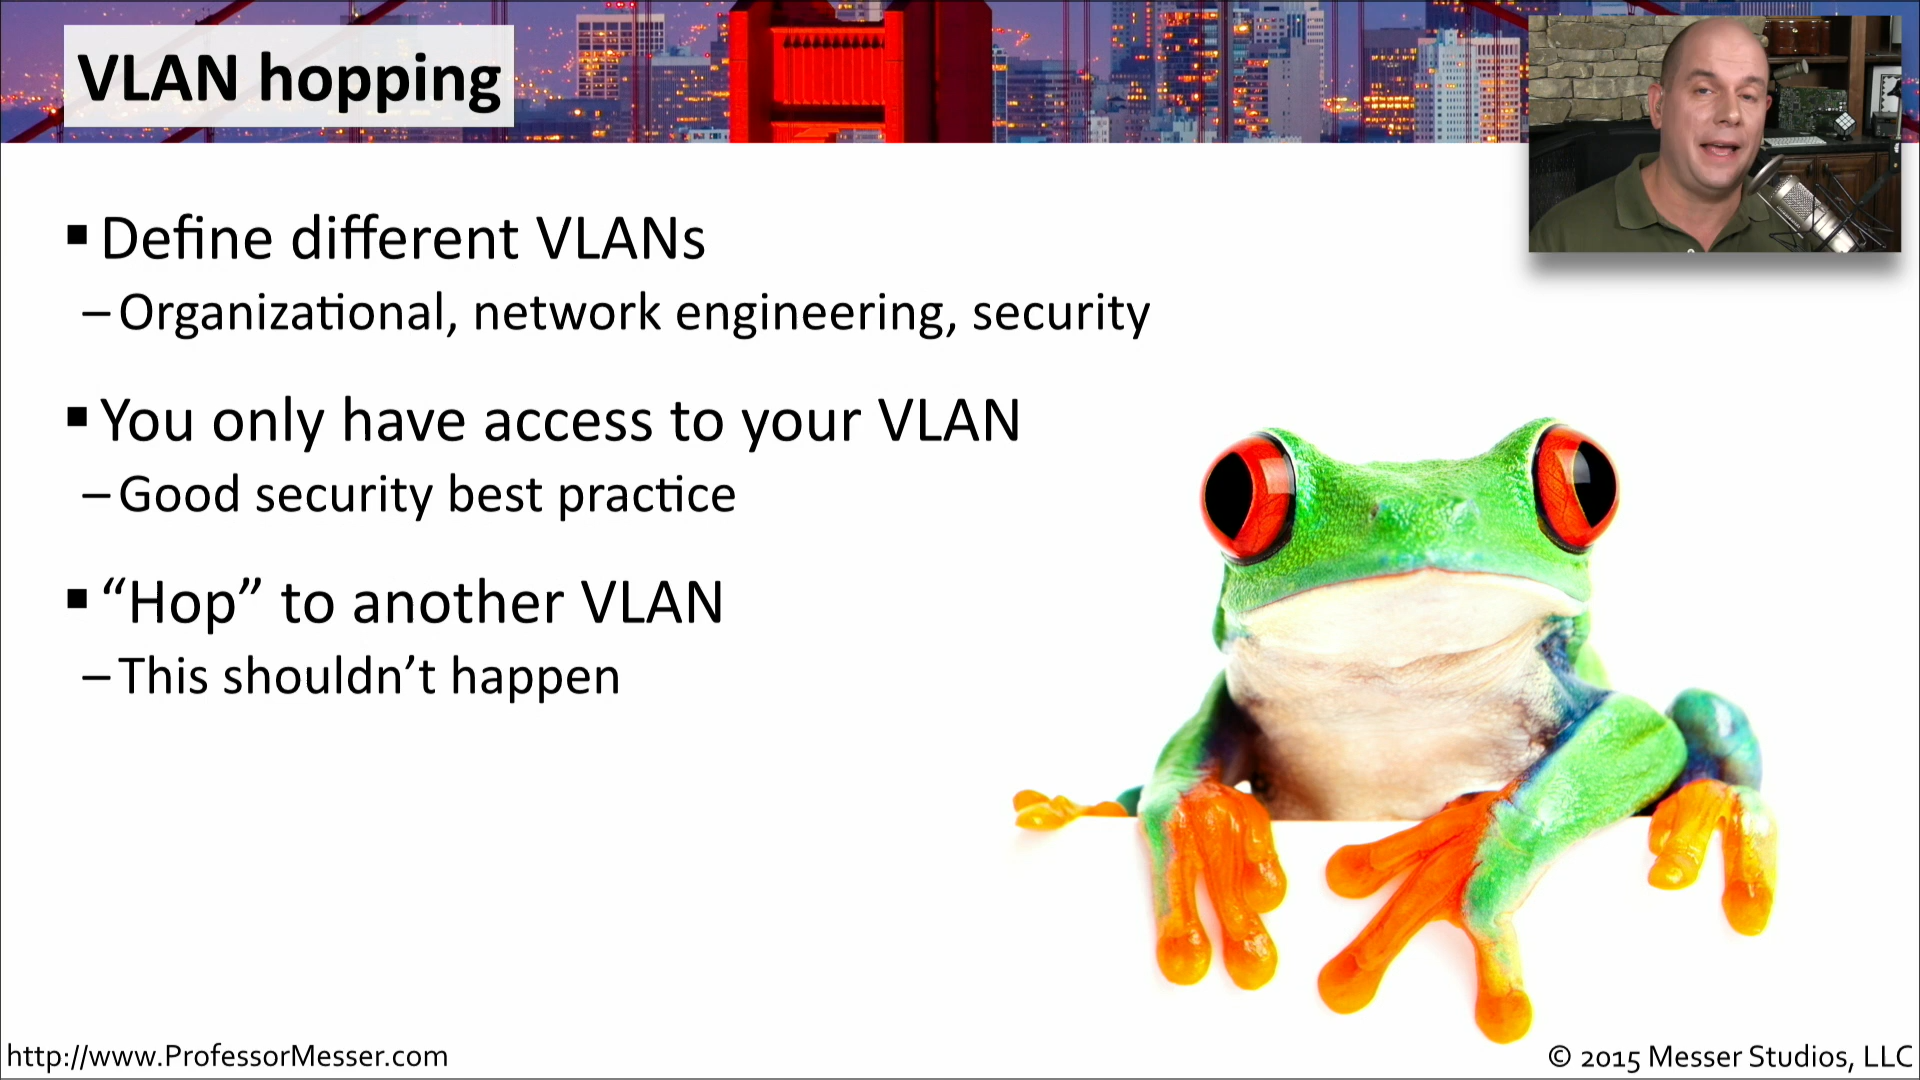 VLAN hopping
▪ Define different VLANs
– Organizational, network engineering, security
▪ You only have access to your VLAN
– Good security best practice
▪ “Hop” to another VLAN
– This shouldn’t happen
http://www.ProfessorMesser.com
© 2015 Messer Studios, LLC